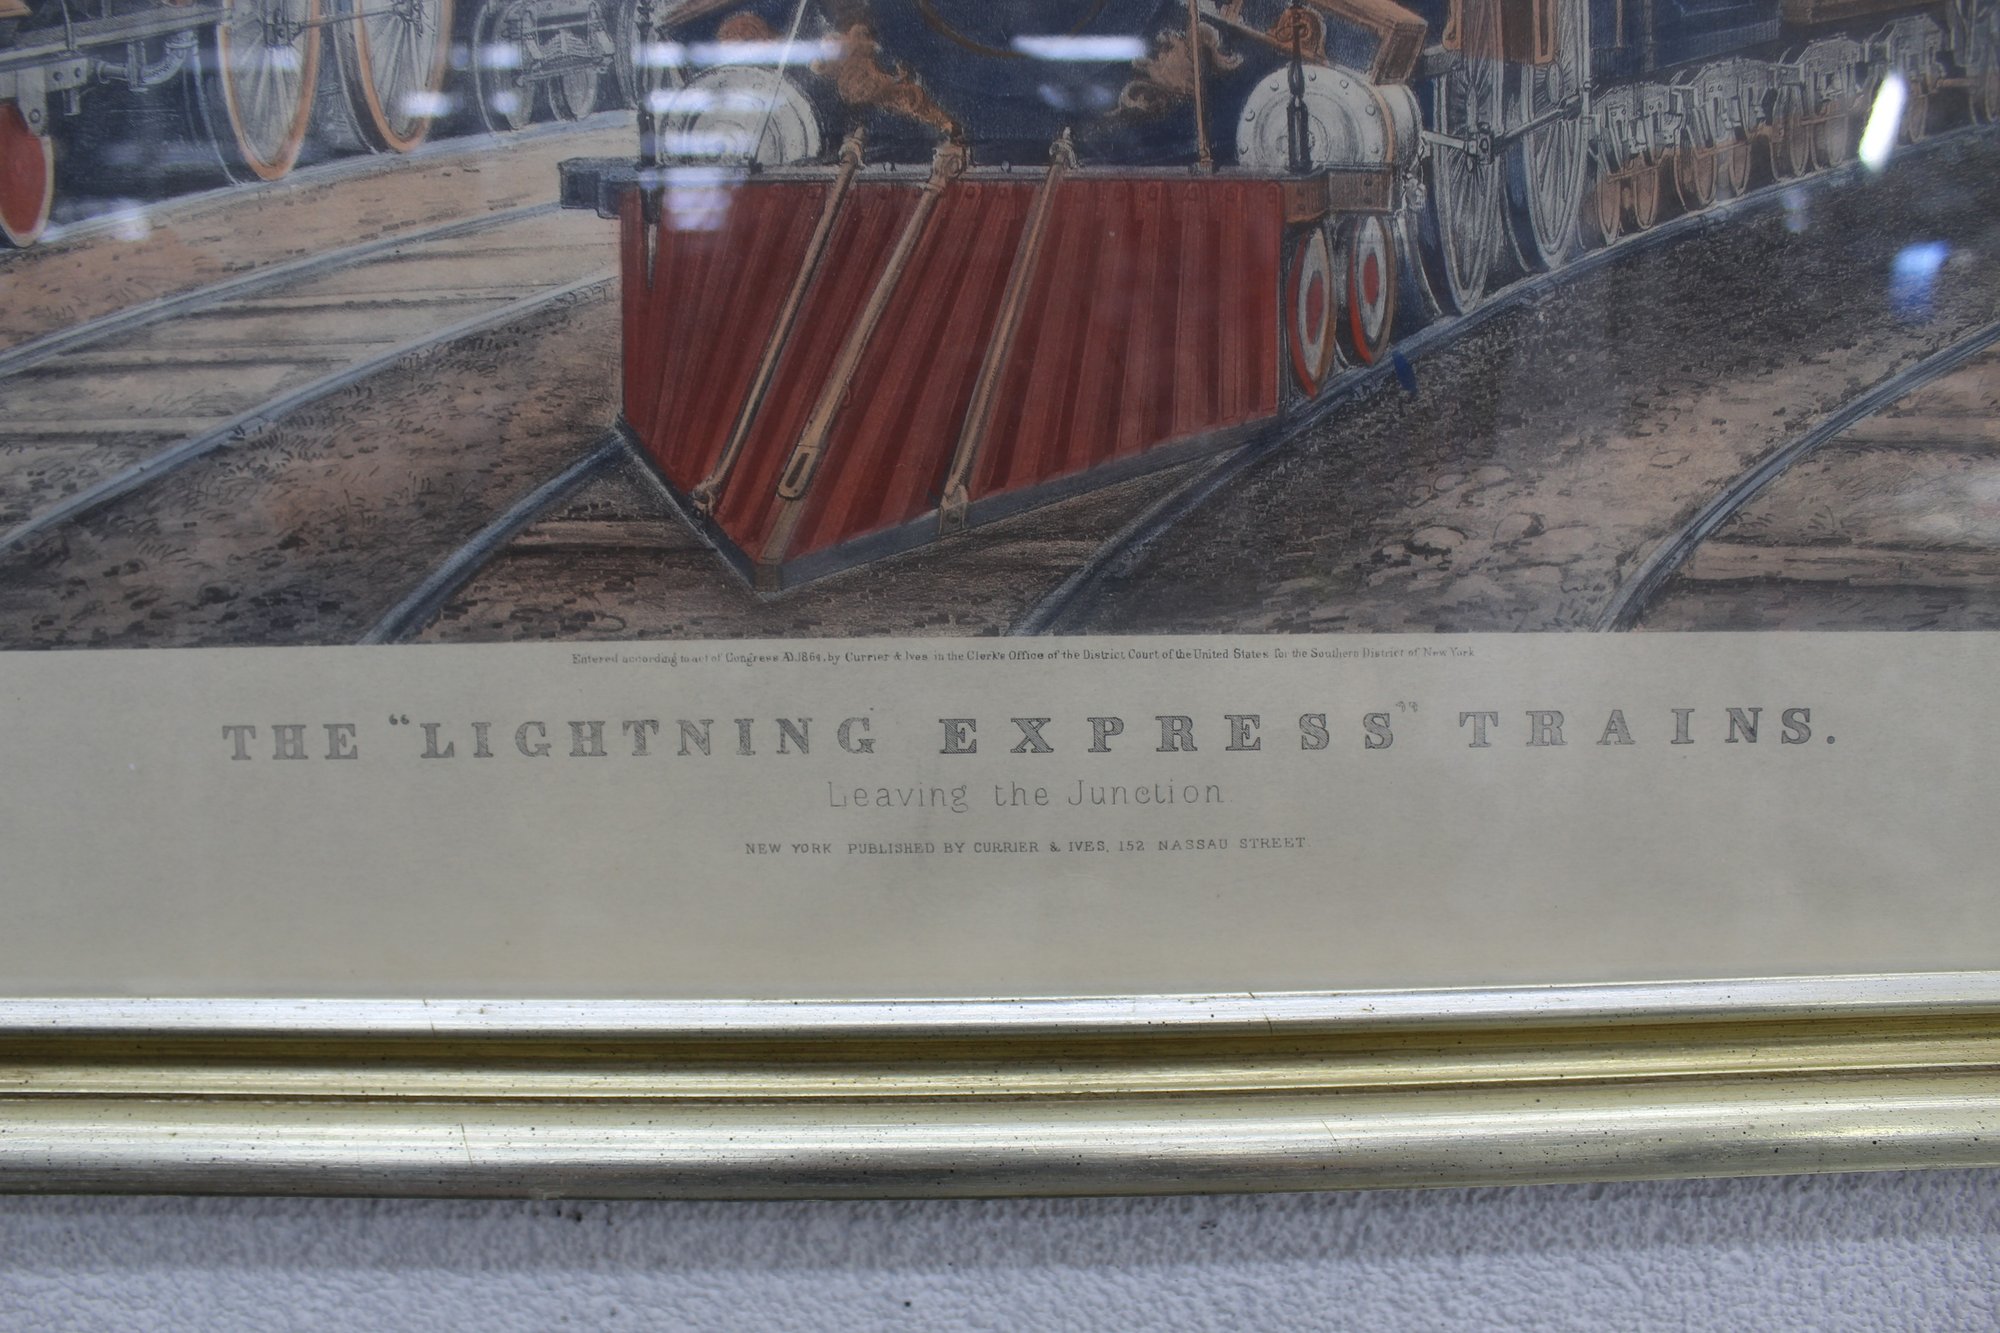 Entered according to act of Congress AD.1864, by Currier & Ives in the Clerk's Office of the District Court of the United States for the Southern District of New York
THE "LIGHTNING EXPRESS" TRAINS.
Leaving the Junction.
NEW YORK PUBLISHED BY CURRIER & IVES, 152 NASSAU STREET.